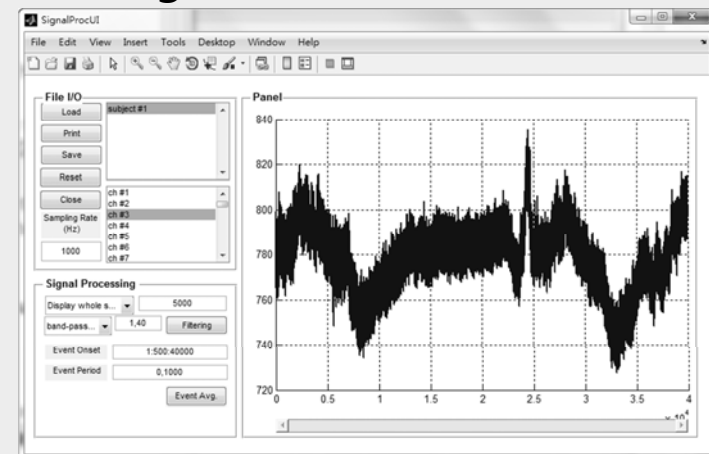 SignalProcUI
File Edit View Insert Tools Desktop Window Help
File I/O
Load
Print
Save
Reset
Close
Sampling Rate
(Hz)
1000
subject #1
ch #1
ch #2
ch #3
ch #4
ch #5
ch #6
ch #7
Signal Processing
Display whole s...
5000
band-pass...
1,40
Filtering
Event Onset
1:500:40000
Event Period
0,1000
Event Avg.
Panel
840
820
800
780
760
740
720
0 0.5 1 1.5 2 2.5 3 3.5 4